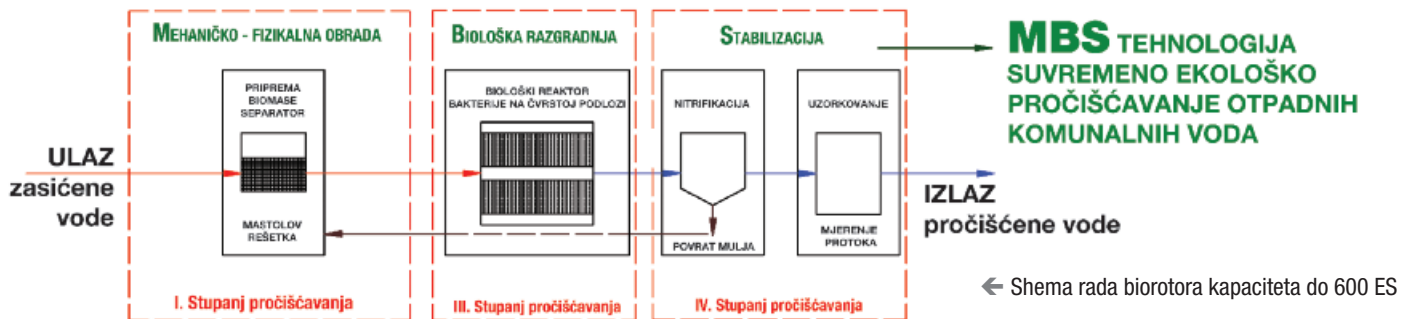 MEHANIČKO - FIZIKALNA OBRADA
PRIPREMA
BIOMASE
SEPARATOR
MASTOLOV
REŠETKA
I. Stupanj pročišćavanja
BIOLOŠKA RAZGRADNJA
BIOLOŠKI REAKTOR
BAKTERIJE NA ČVRSTOJ PODLOZI
III. Stupanj pročišćavanja
STABILIZACIJA
NITRIFIKACIJA
POVRAT MULJA
UZORKOVANJE
MJERENJE
PROTOKA
IV. Stupanj pročišćavanja
ULAZ
zasićene
vode
IZLAZ
pročišćene vode
MBS TEHNOLOGIJA
SUVREMENO EKOLOŠKO
PROČIŠĆAVANJE OTPADNIH
KOMUNALNIH VODA
← Shema rada biorotora kapaciteta do 600 ES